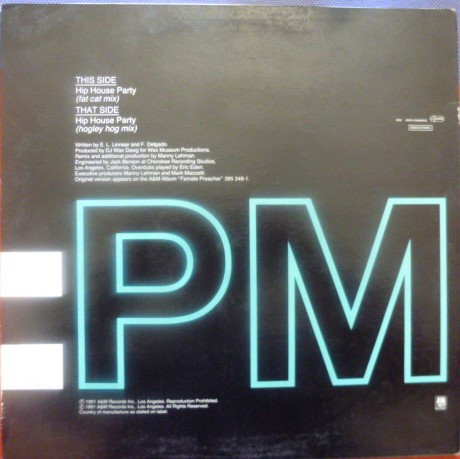 THIS SIDE
Hip House Party
(fat cat mix)
THAT SIDE
Hip House Party
(hogley hog mix)
Written by E. L. Linnear and F. Delgado.
Produced by DJ Wax Dawg for Wax Museum Productions.
Remix and additional production by Manny Lehman.
Engineered by Jack Benson at Cherokee Recording Studios,
Los Angeles, California. Overdubs played by Eric Eden.
Executive producers Manny Lehman and Mark Mazzetti.
Original version appears on the A&M Album "Female Preacher" 395 349-1.
:PM
℗ 1991 A&M Records Inc., Los Angeles. Reproduction Prohibited.
© 1991 A&M Records Inc., Los Angeles. All Rights Reserved.
Country of manufacture as stated on label.